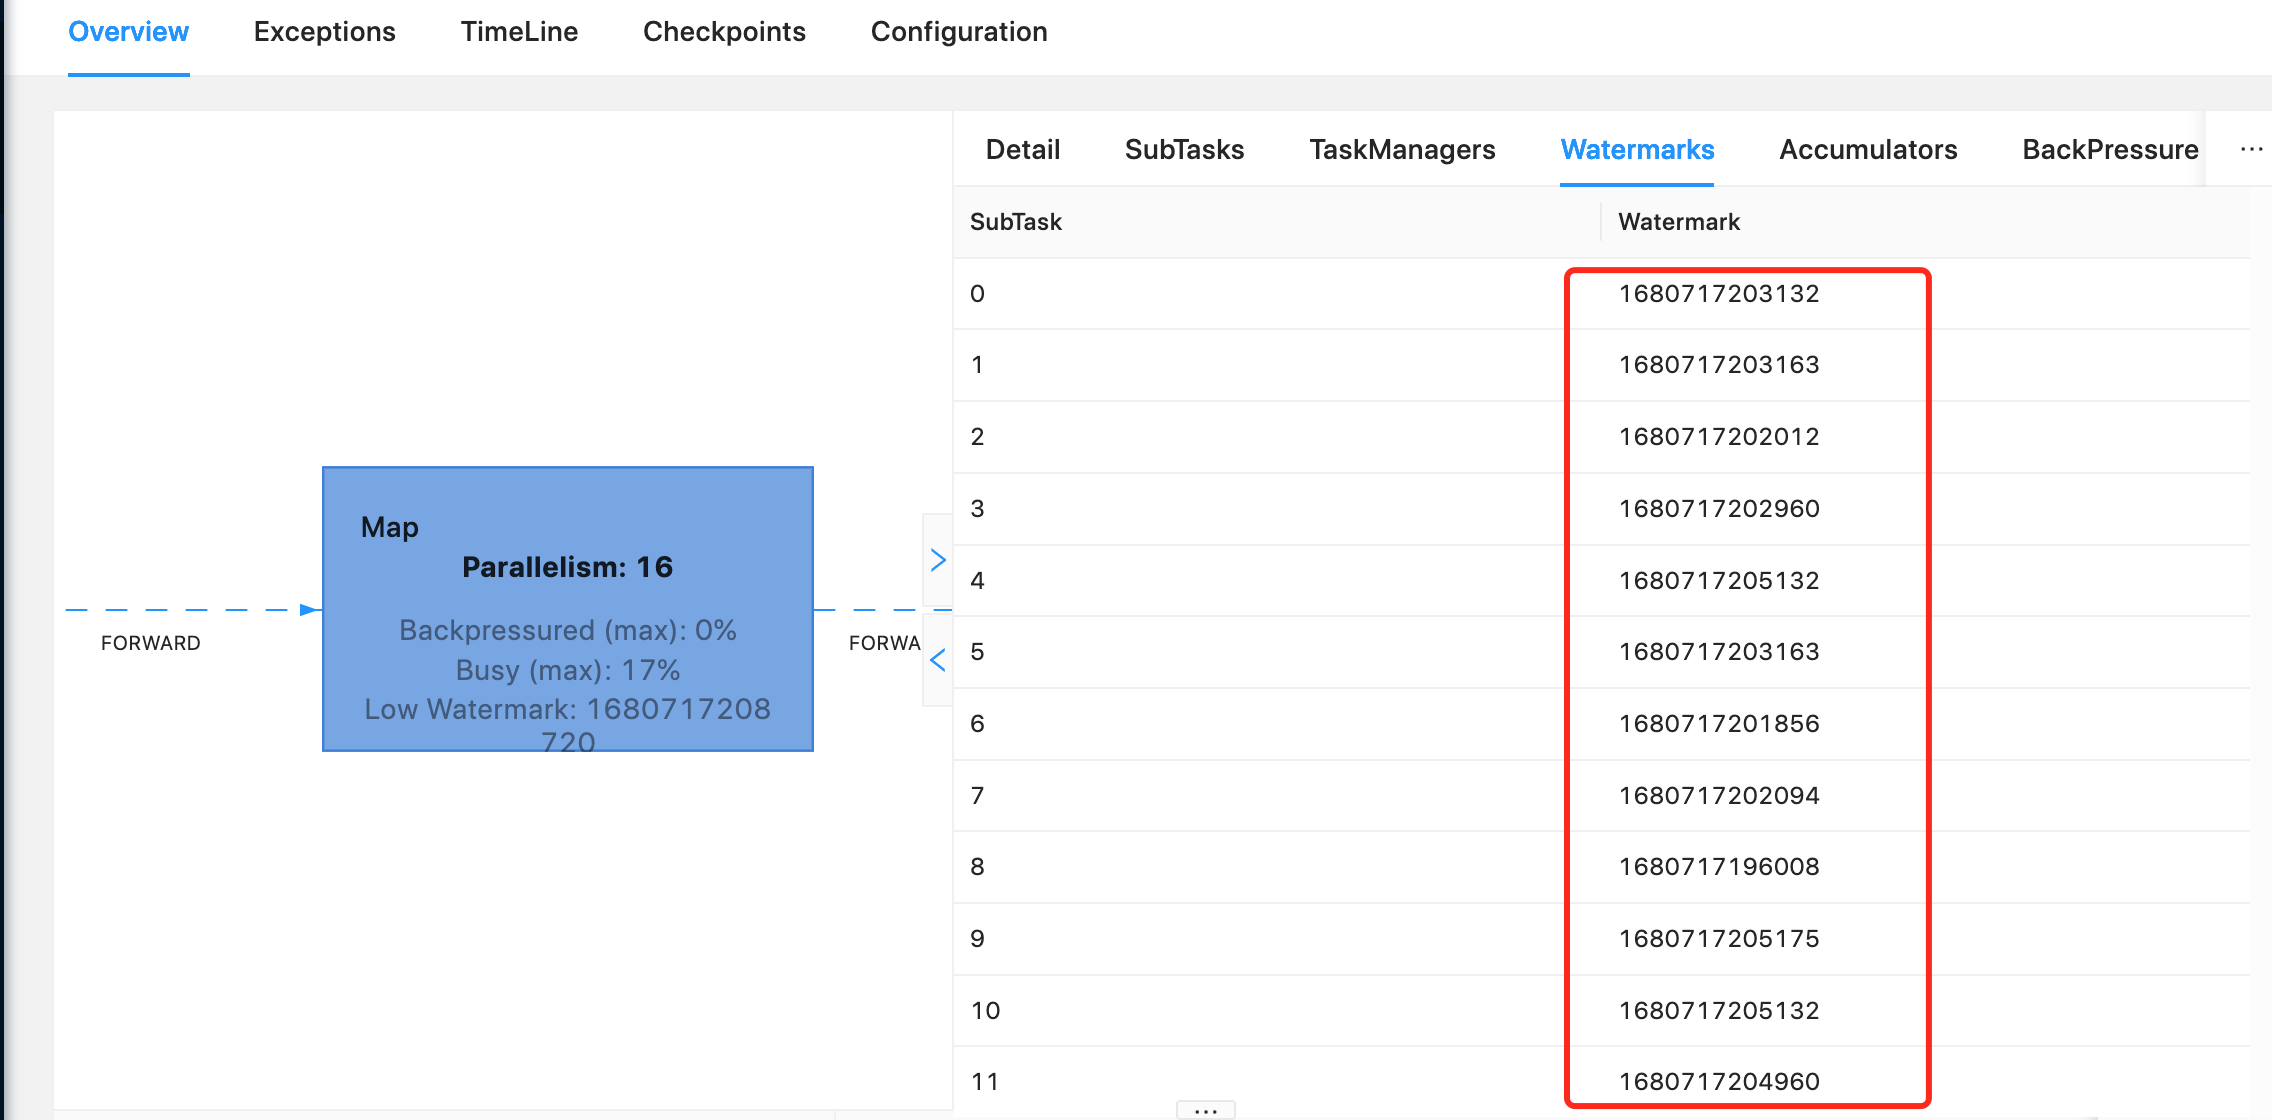 Overview Exceptions TimeLine Checkpoints Configuration
Detail SubTasks TaskManagers Watermarks Accumulators BackPressure ...
SubTask Watermark
0 1680717203132
1 1680717203163
2 1680717202012
3 1680717202960
4 1680717205132
5 1680717203163
6 1680717201856
7 1680717202094
8 1680717196008
9 1680717205175
10 1680717205132
11 1680717204960
...
FORWARD
Map
Parallelism: 16
Backpressured (max): 0%
Busy (max): 17%
Low Watermark: 1680717208
720
FORWA